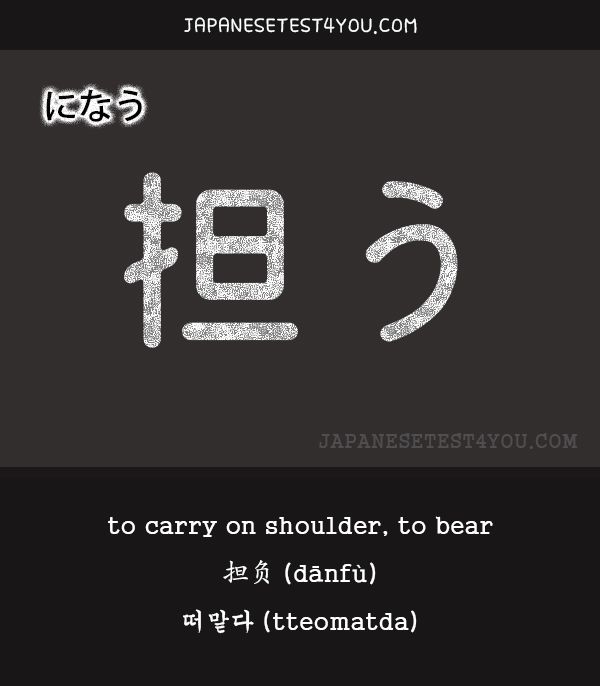 JAPANESETEST4YOU.COM
になう
担う
JAPANESETEST4YOU.COM
to carry on shoulder, to bear
担负 (dānfù)
떠맡다 (tteomatda)